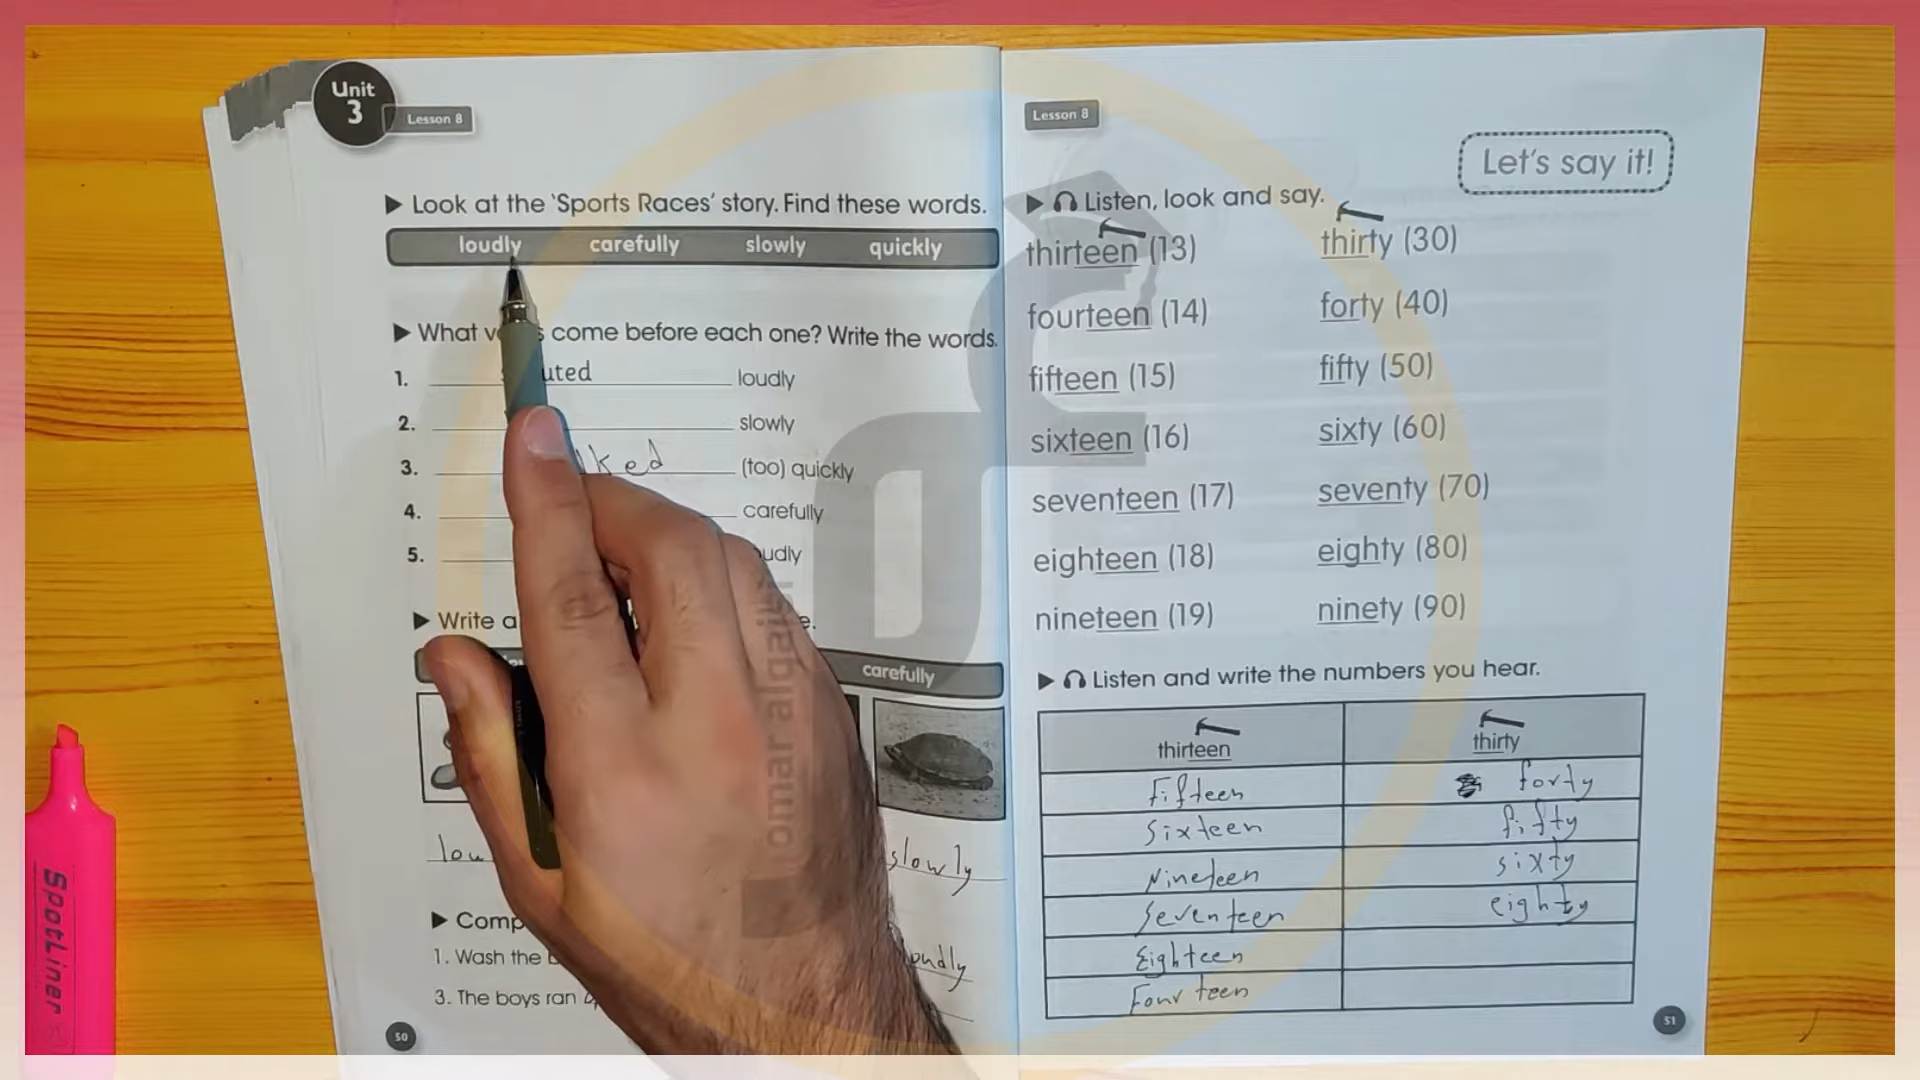 Unit
3
Lesson 8
Look at the ‘Sports Races’ story. Find these words.
loudly carefully slowly quickly
What come before each one? Write the words.
1. loudly
2. slowly
3. (too) quickly
4. carefully
5.
Write a
carefully
slowly
1. Wash the
loudly
3. The boys ran
50
Lesson 8
Let's say it!
Listen, look and say.
thirteen (13) thirty (30)
fourteen (14) forty (40)
fifteen (15) fifty (50)
sixteen (16) sixty (60)
seventeen (17) seventy (70)
eighteen (18) eighty (80)
nineteen (19) ninety (90)
Listen and write the numbers you hear.
thirteen thirty
Fifteen forty
Sixteen fifty
Nineteen sixty
Seventeen eighty
Eighteen
Fourteen
51
Spotliner
omar algaisi